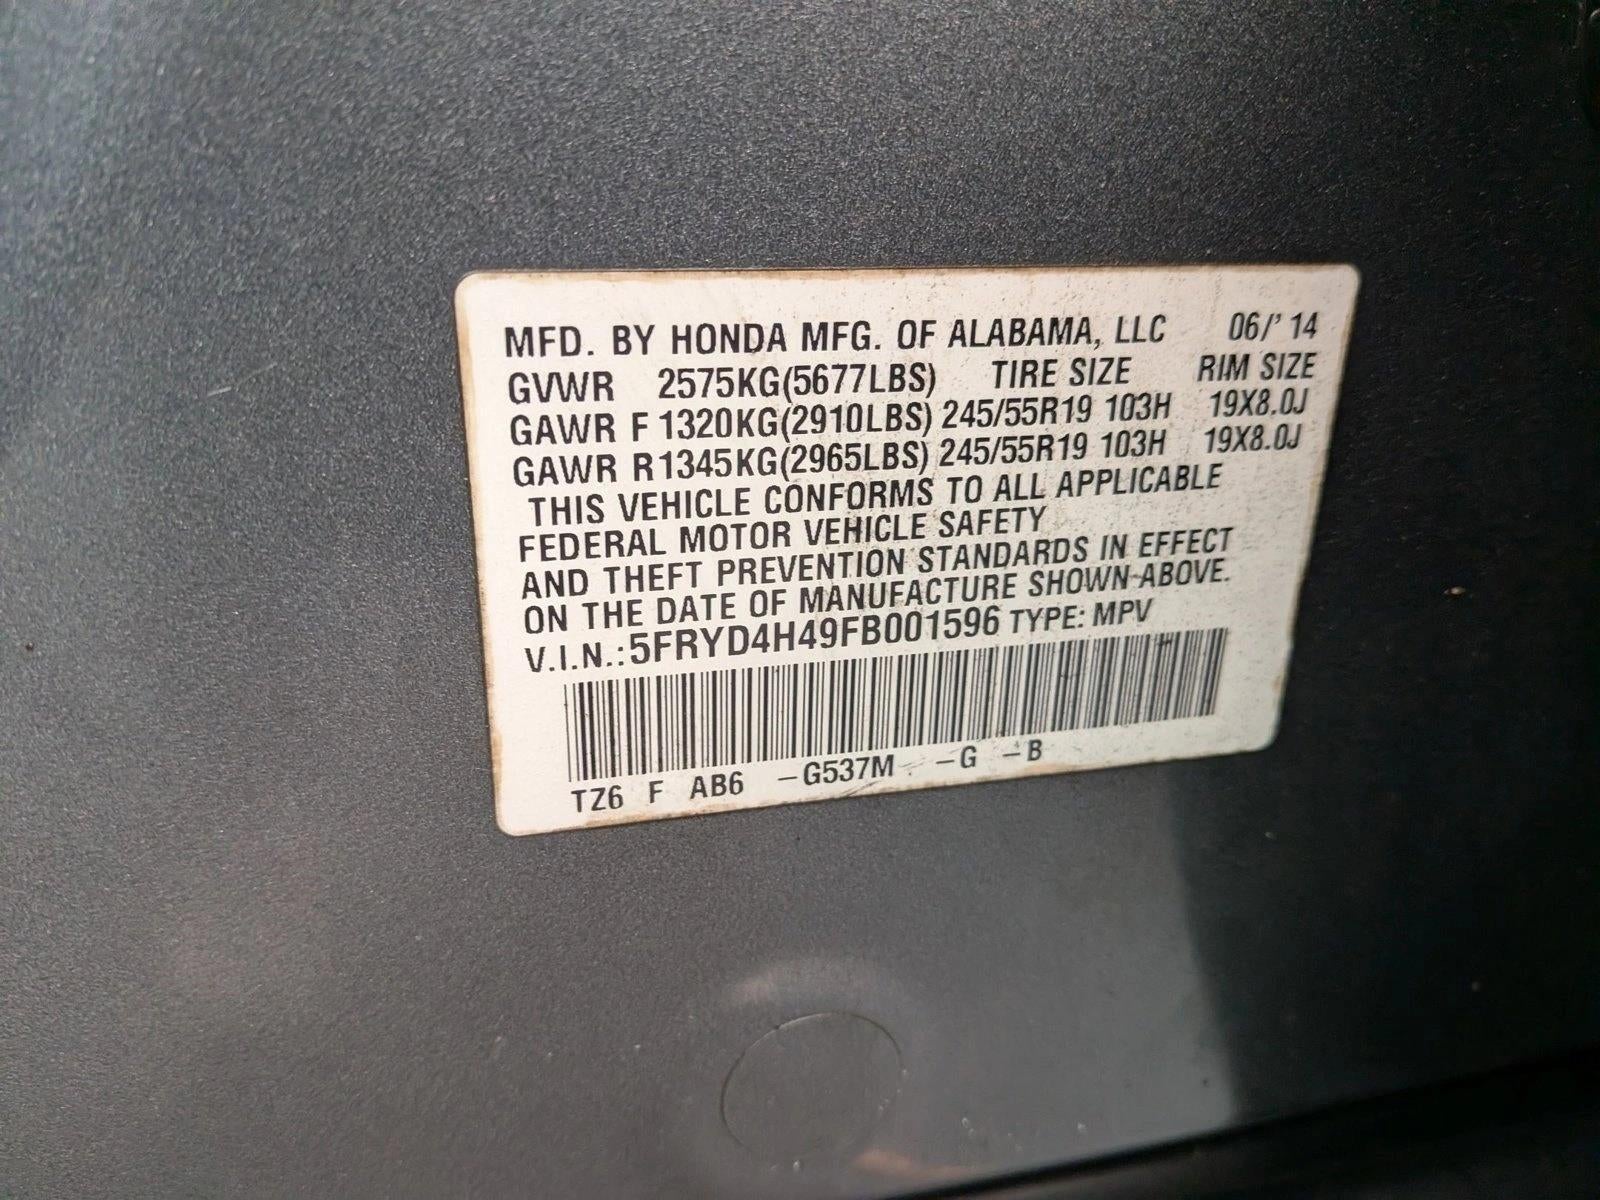 MFD. BY HONDA MFG. OF ALABAMA, LLC 06/'14
GVWR 2575KG(5677LBS) TIRE SIZE RIM SIZE
GAWR F 1320KG(2910LBS) 245/55R19 103H 19X8.0J
GAWR R 1345KG(2965LBS) 245/55R19 103H 19X8.0J
THIS VEHICLE CONFORMS TO ALL APPLICABLE
FEDERAL MOTOR VEHICLE SAFETY
AND THEFT PREVENTION STANDARDS IN EFFECT
ON THE DATE OF MANUFACTURE SHOWN ABOVE.
V.I.N.:5FRYD4H49FB001596 TYPE: MPV
TZ6 F AB6 -G537M -G -B